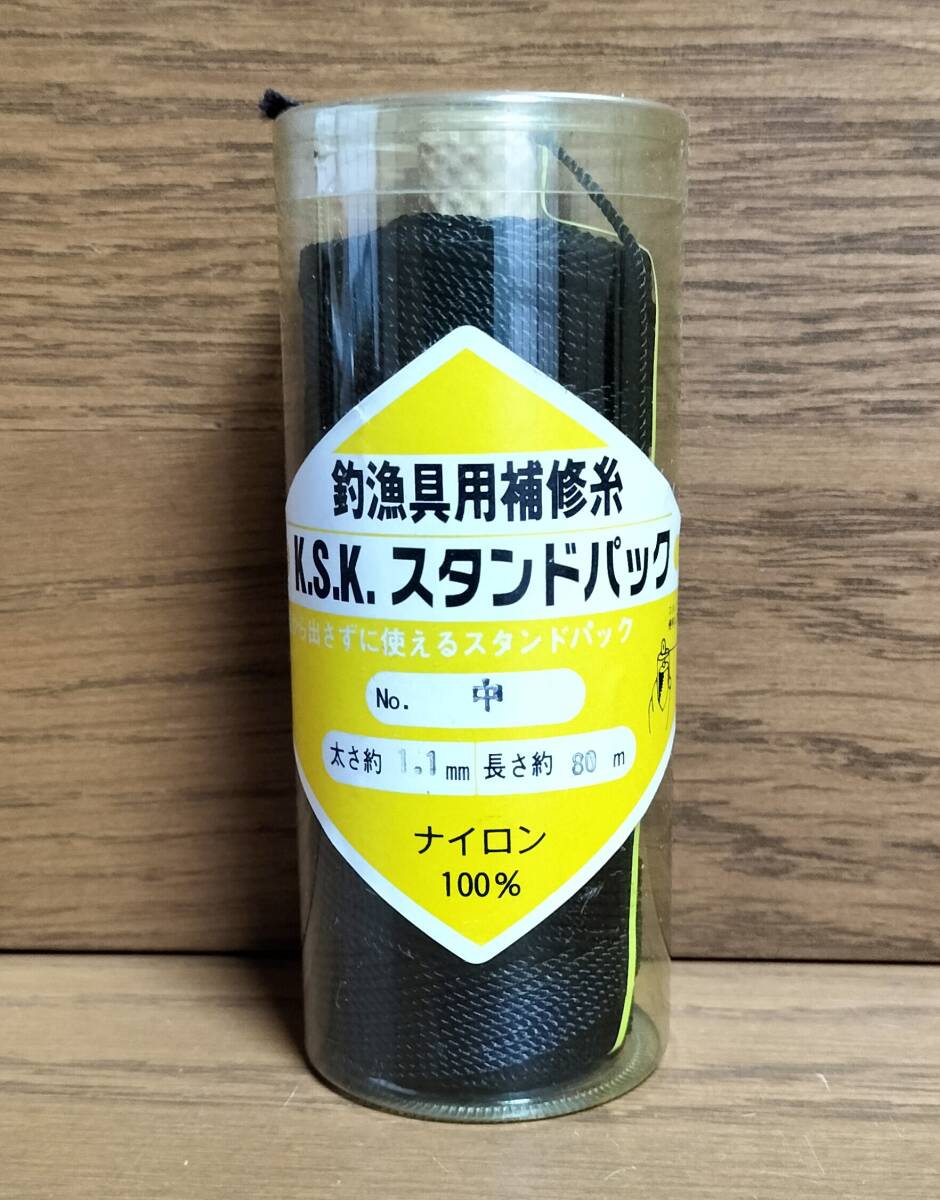 釣漁具用補修糸
K.S.K. スタンドパック
ら出さずに使えるスタンドパック
No. 中
太さ約 1.1 mm 長さ約 80 m
ナイロン
100%